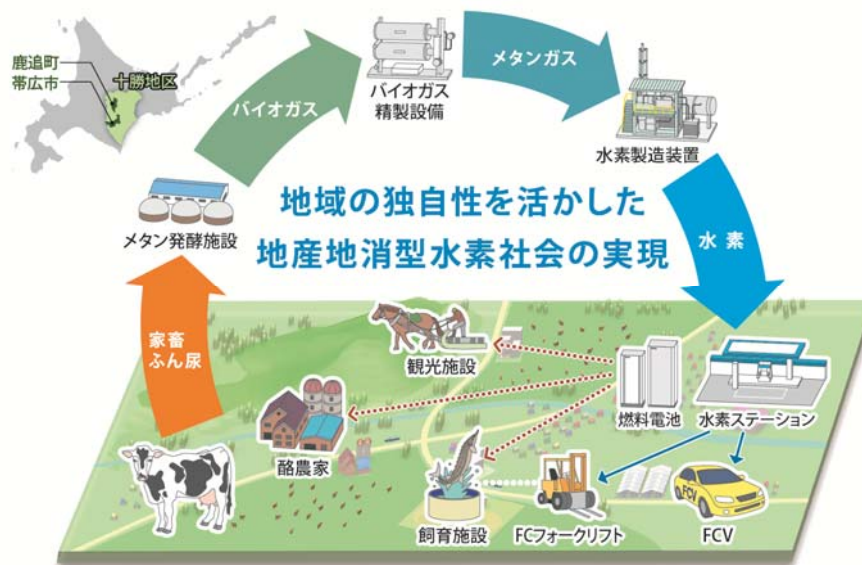 鹿追町
帯広市
十勝地区
バイオガス
バイオガス
精製設備
メタンガス
水素製造装置
メタン発酵施設
地域の独自性を活かした
地産地消型水素社会の実現
水素
家畜
ふん尿
観光施設
燃料電池
水素ステーション
酪農家
飼育施設
FCフォークリフト
FCV
FCV